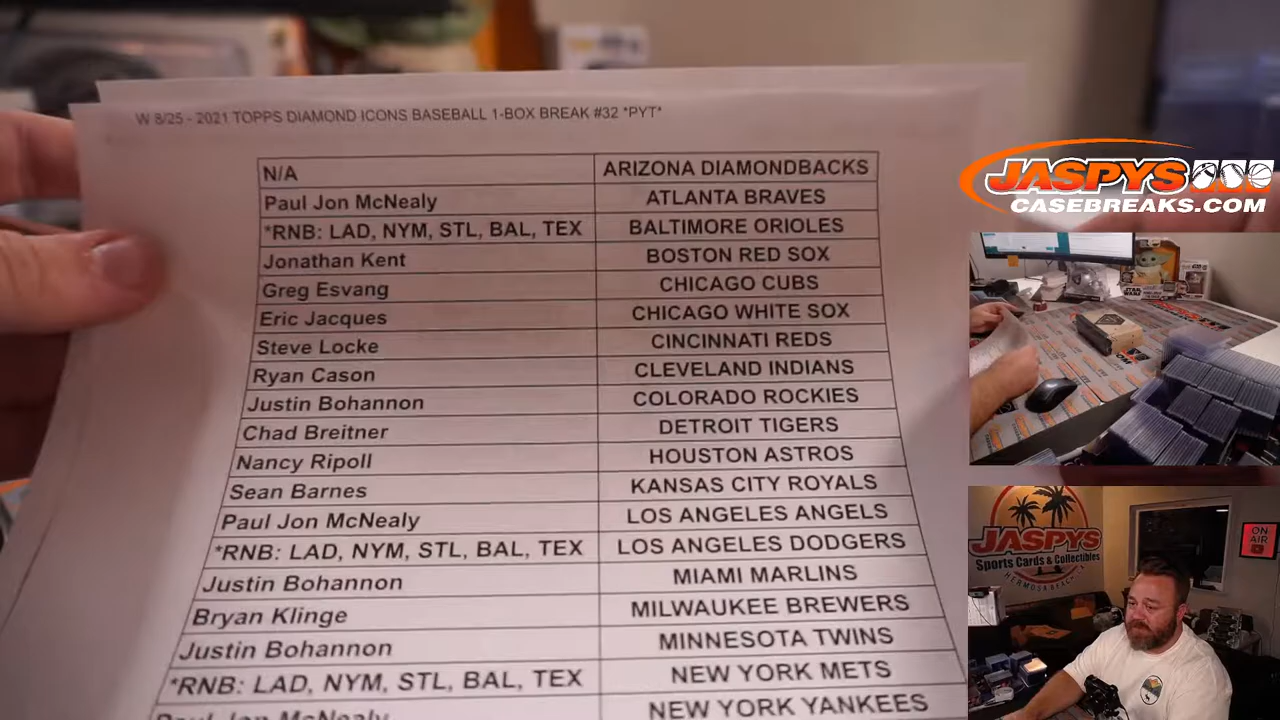 W 8/25 - 2021 TOPPS DIAMOND ICONS BASEBALL 1-BOX BREAK #32 *PYT*
N/A ARIZONA DIAMONDBACKS
Paul Jon McNealy ATLANTA BRAVES
*RNB: LAD, NYM, STL, BAL, TEX BALTIMORE ORIOLES
Jonathan Kent BOSTON RED SOX
Greg Esvang CHICAGO CUBS
Eric Jacques CHICAGO WHITE SOX
Steve Locke CINCINNATI REDS
Ryan Cason CLEVELAND INDIANS
Justin Bohannon COLORADO ROCKIES
Chad Breitner DETROIT TIGERS
Nancy Ripoll HOUSTON ASTROS
Sean Barnes KANSAS CITY ROYALS
Paul Jon McNealy LOS ANGELES ANGELS
*RNB: LAD, NYM, STL, BAL, TEX LOS ANGELES DODGERS
Justin Bohannon MIAMI MARLINS
Bryan Klinge MILWAUKEE BREWERS
Justin Bohannon MINNESOTA TWINS
*RNB: LAD, NYM, STL, BAL, TEX NEW YORK METS
Paul Jon McNealy NEW YORK YANKEES
JASPYS
CASEBREAKS.COM
STAR WARS
JASPYS
Sports Cards & Collectibles
HERMOSA BEACH, CA
ON AIR